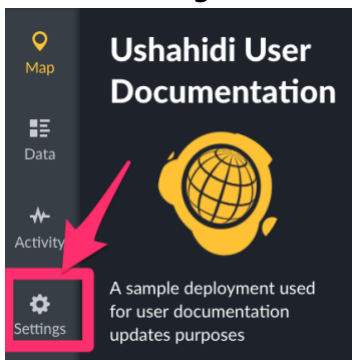 Map
Data
Activity
Settings
Ushahidi User
Documentation
A sample deployment used
for user documentation
updates purposes